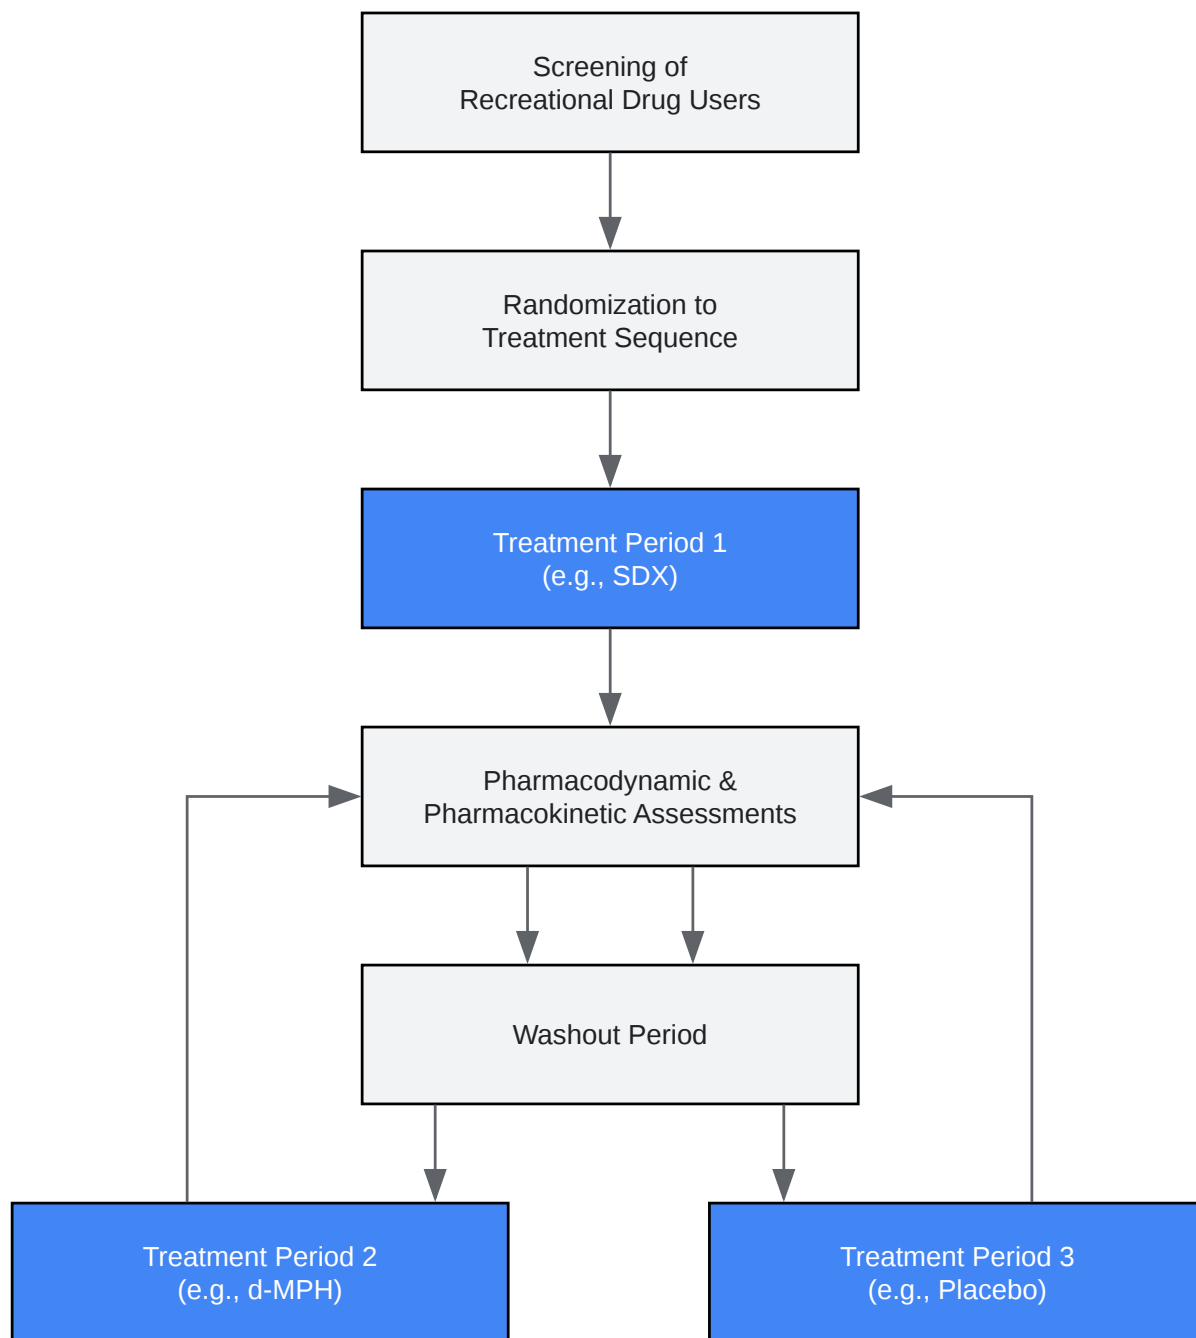 Screening of
Recreational Drug Users
Randomization to
Treatment Sequence
Treatment Period 1
(e.g., SDX)
Pharmacodynamic &
Pharmacokinetic Assessments
Washout Period
Treatment Period 2
(e.g., d-MPH)
Treatment Period 3
(e.g., Placebo)